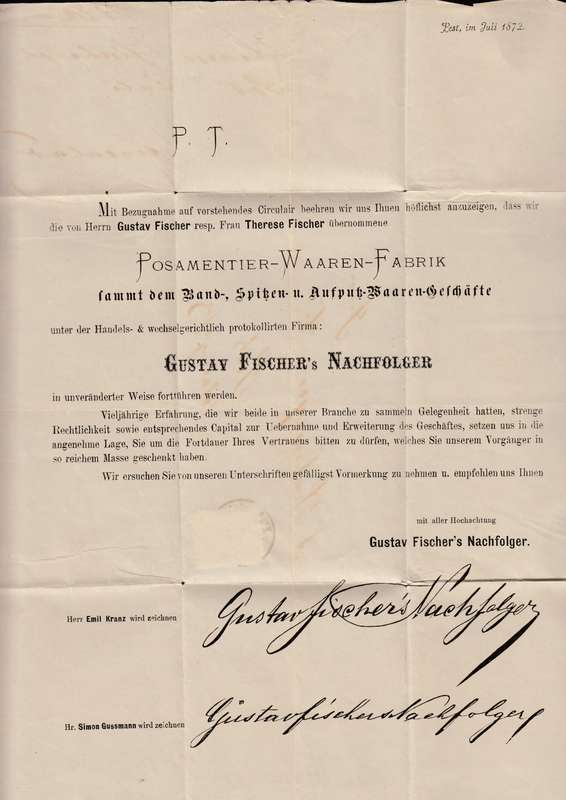 Pest, im Juli 1872.
P. T.
Mit Bezugnahme auf vorstehendes Circulair beehren wir uns Ihnen höflichst anzuzeigen, dass wir
die von Herrn Gustav Fischer resp. Frau Therese Fischer übernommene
POSAMENTIER-WAAREN-FABRIK
sammt dem Band-, Spitzen- u. Aufputz-Waaren-Geschäfte
unter der Handels- & wechselgerichtlich protokollirten Firma:
GUSTAV FISCHER's NACHFOLGER
in unveränderter Weise fortführen werden.
Vieljährige Erfahrung, die wir beide in unserer Branche zu sammeln Gelegenheit hatten, strenge
Rechtlichkeit sowie entsprechendes Capital zur Uebernahme und Erweiterung des Geschäftes, setzen uns in die
angenehme Lage, Sie um die Fortdauer Ihres Vertrauens bitten zu dürfen, welches Sie unserem Vorgänger in
so reichem Masse geschenkt haben.
Wir ersuchen Sie von unseren Unterschriften gefälligst Vormerkung zu nehmen u. empfehlen uns Ihnen
mit aller Hochachtung
Gustav Fischer's Nachfolger.
Herr Emil Kranz wird zeichnen
Gustav Fischer's Nachfolger
Hr. Simon Gussmann wird zeichnen
Gustav Fischers Nachfolger